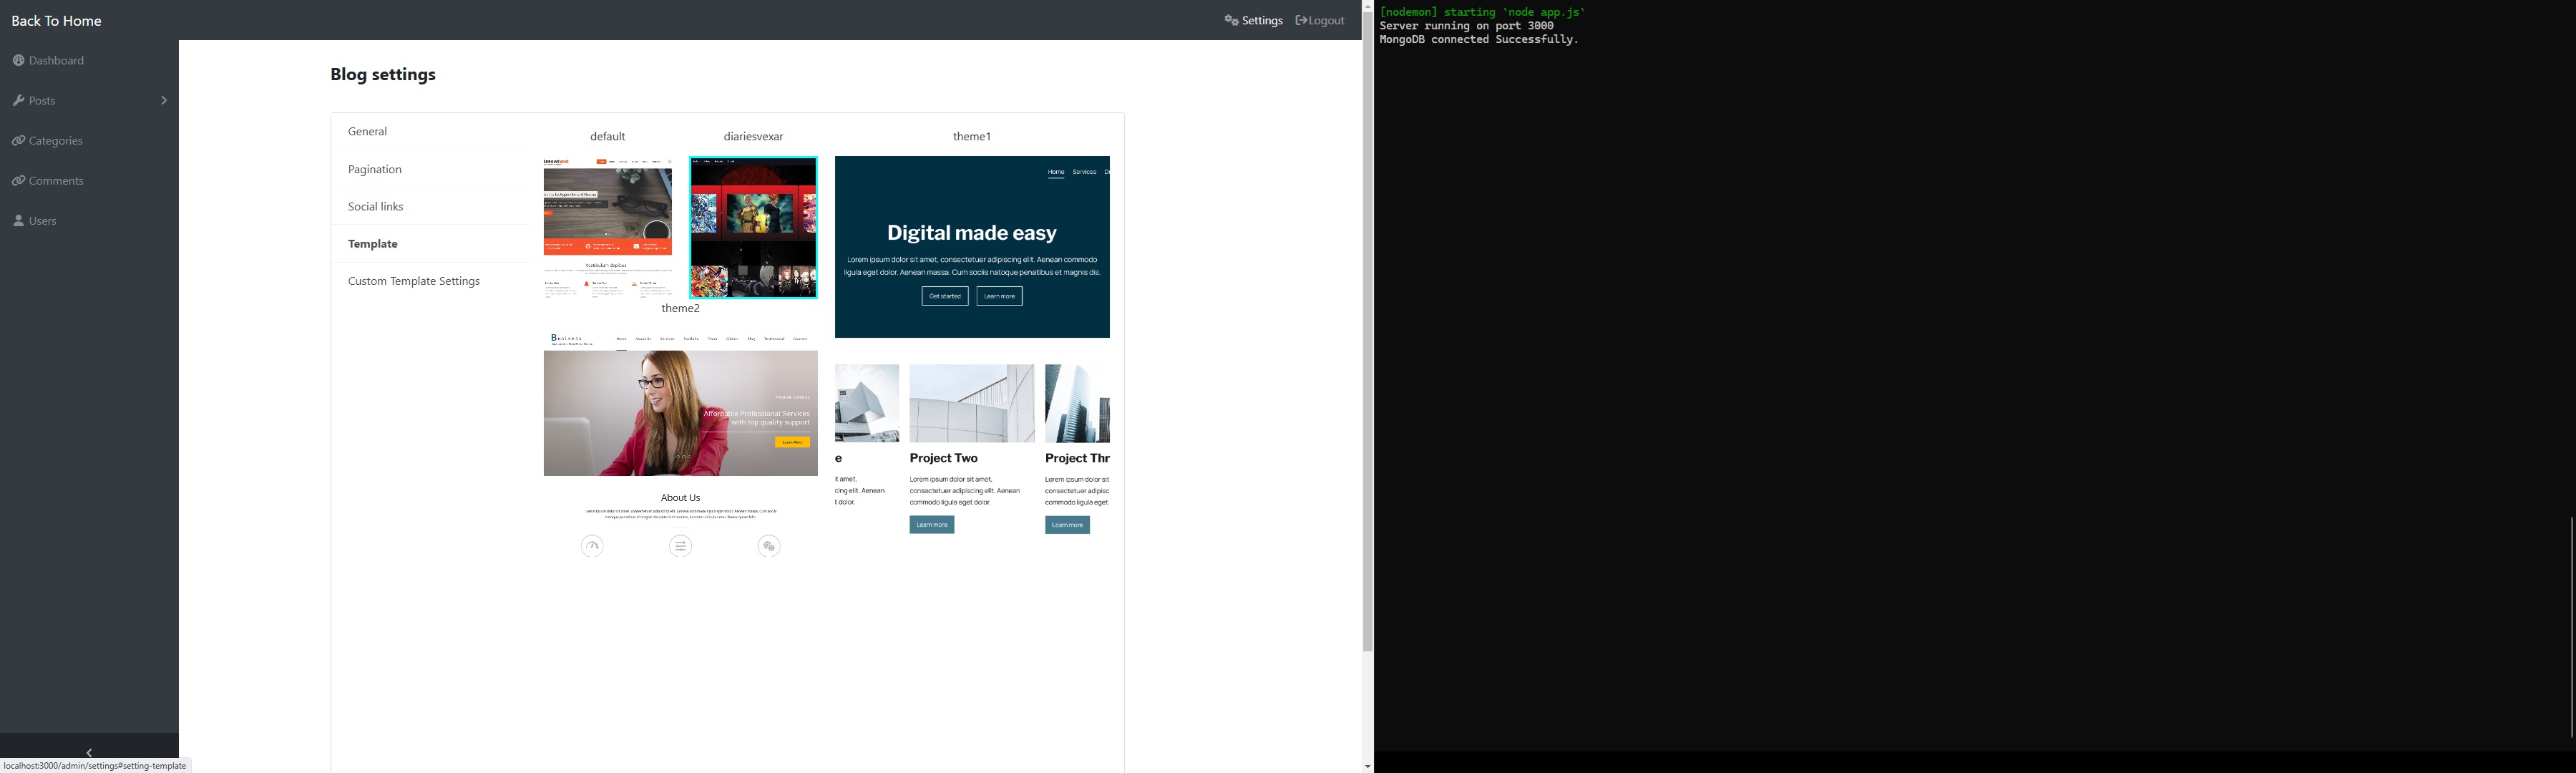 Back To Home
Settings
Logout
Dashboard
Posts
Categories
Comments
Users
Blog settings
General
Pagination
Social links
Template
Custom Template Settings
default
diariesvexar
theme1
Home
Services
Digital made easy
Lorem ipsum dolor sit amet, consectetuer adipiscing elit. Aenean commodo
ligula eget dolor. Aenean massa. Cum sociis natoque penatibus et magnis dis.
Get started
Learn more
theme2
Affordable Professional Services
with top quality support
Learn More
About Us
e
it amet,
cing elit. Aenean
t dolor.
Project Two
Lorem ipsum dolor sit amet,
consectetuer adipiscing elit. Aenean
commodo ligula eget dolor.
Learn more
Project Thr
Lorem ipsum dolor sit
consectetuer adipisc
commodo ligula eget
Learn more
localhost:3000/admin/settings#setting-template
[nodemon] starting `node app.js`
Server running on port 3000
MongoDB connected Successfully.